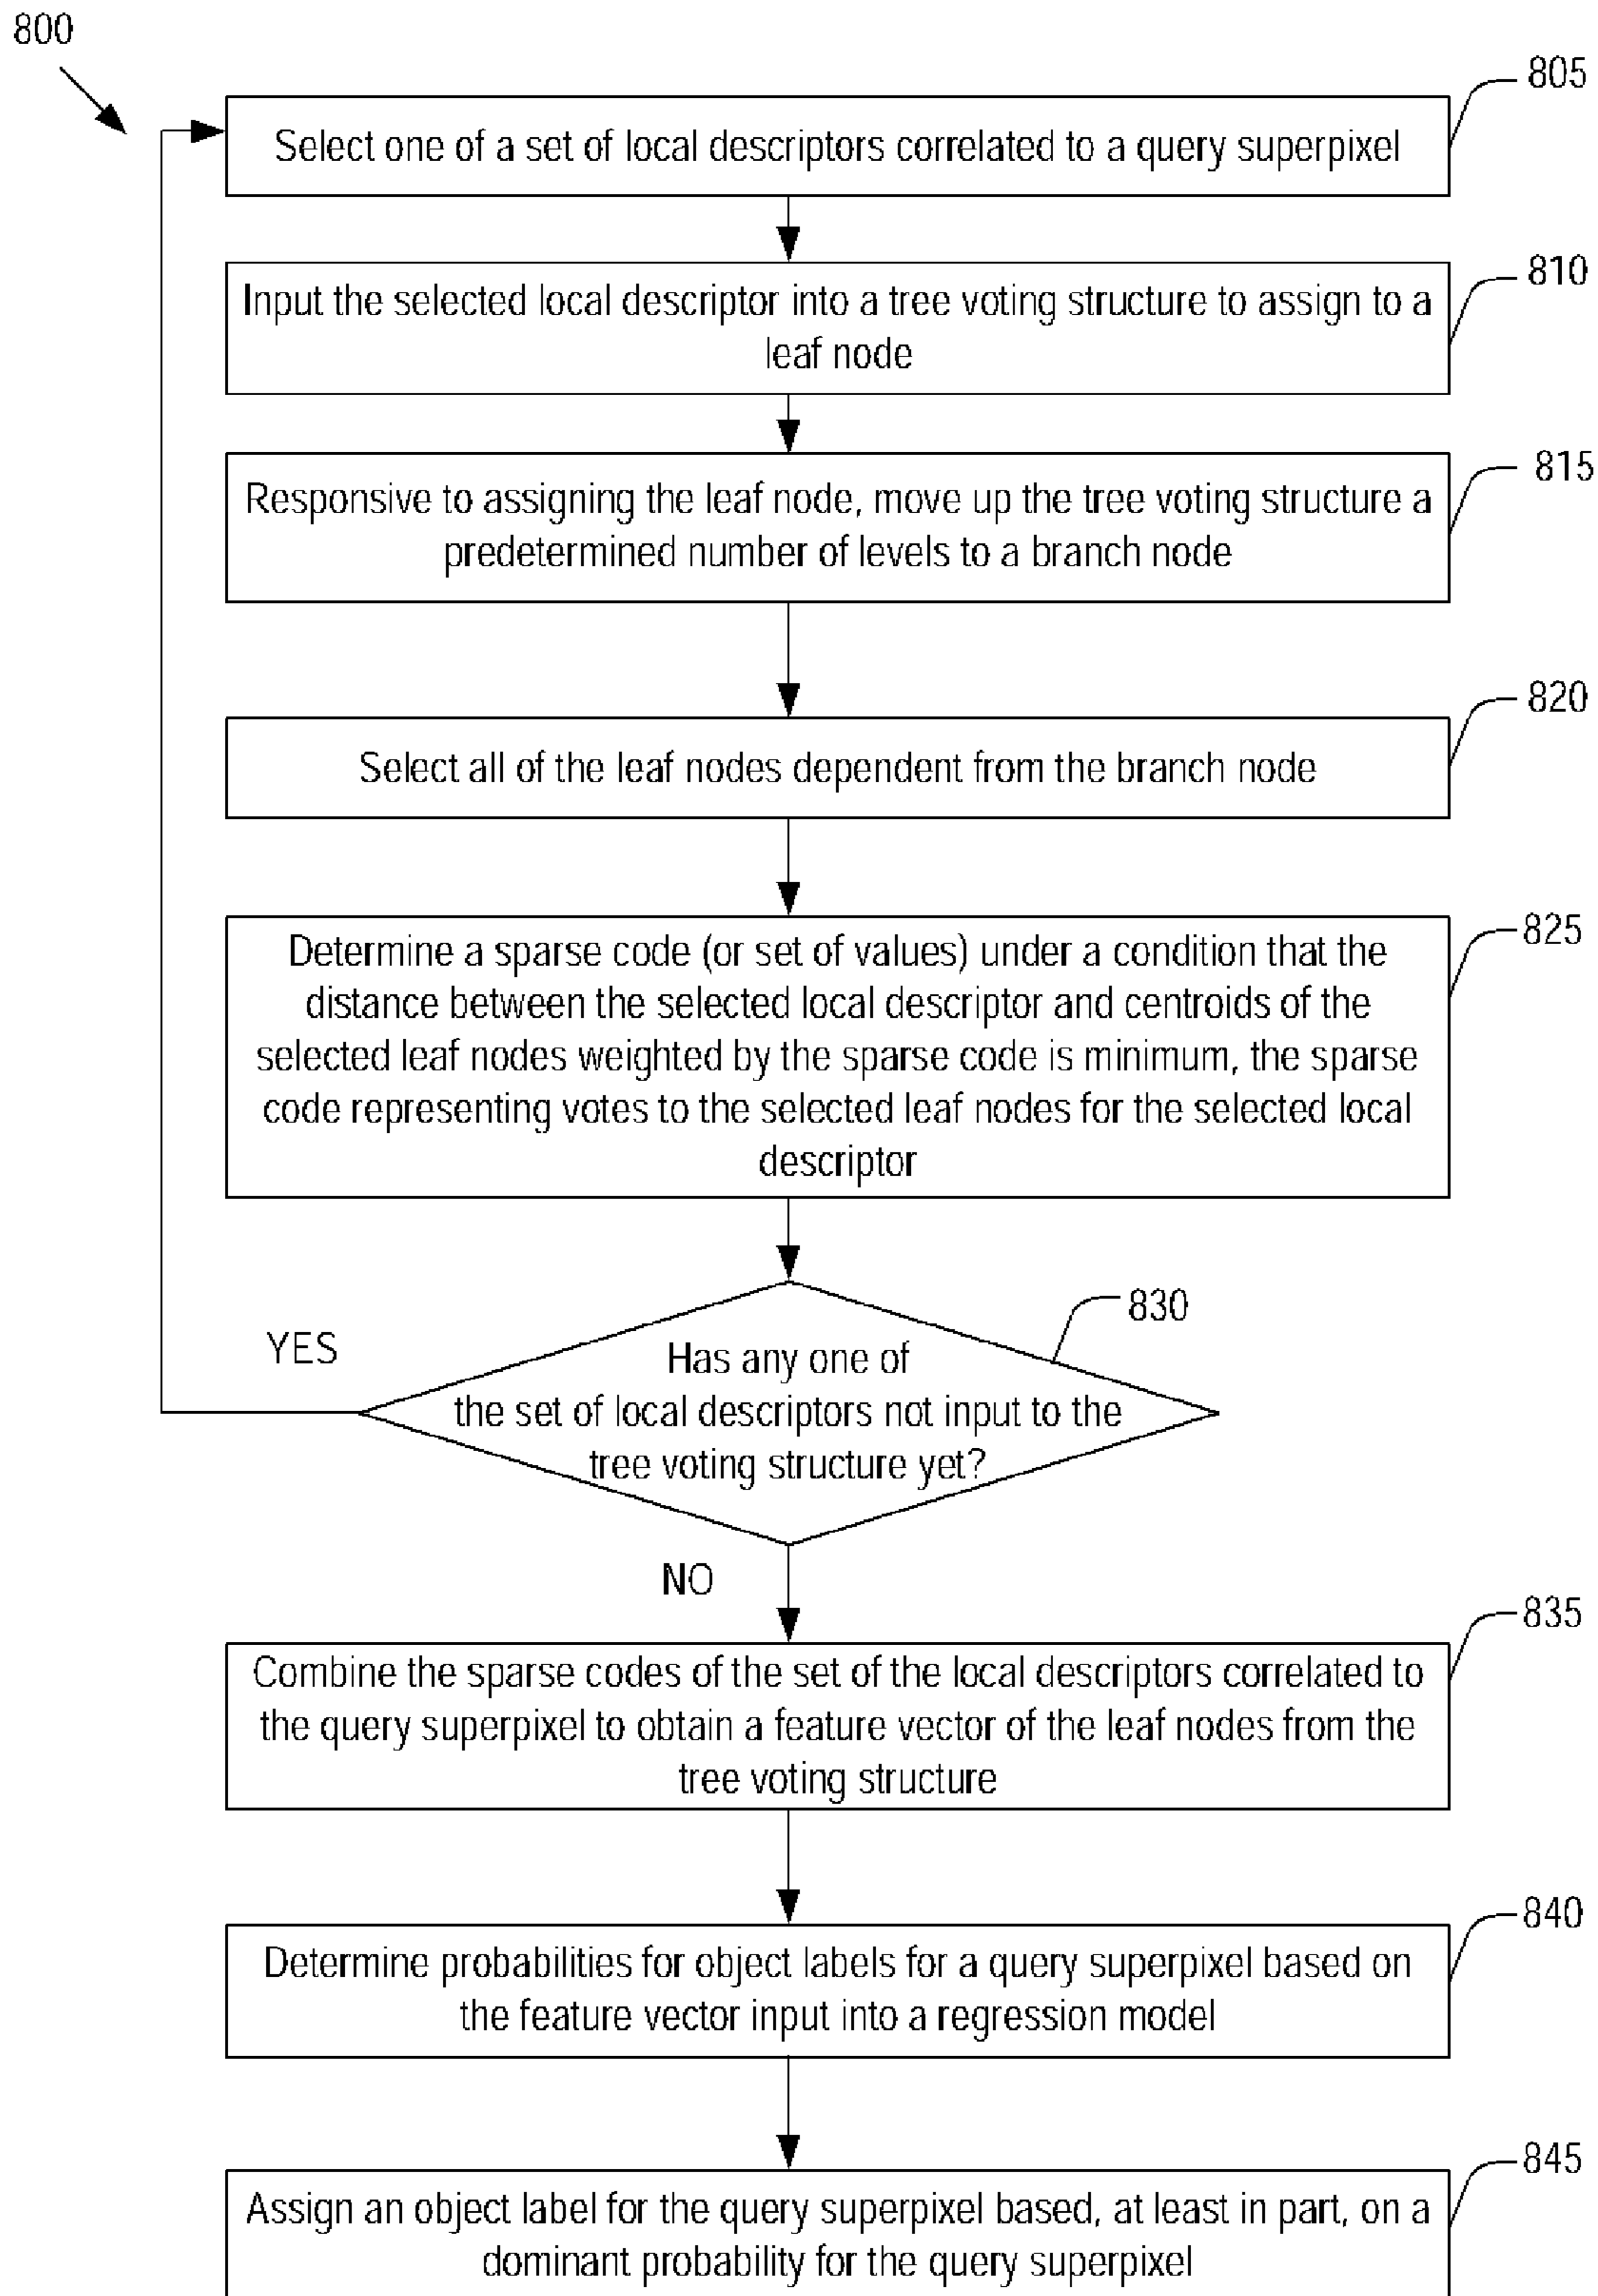 800
805
Select one of a set of local descriptors correlated to a query superpixel
810
Input the selected local descriptor into a tree voting structure to assign to a
leaf node
815
Responsive to assigning the leaf node, move up the tree voting structure a
predetermined number of levels to a branch node
820
Select all of the leaf nodes dependent from the branch node
825
Determine a sparse code (or set of values) under a condition that the
distance between the selected local descriptor and centroids of the
selected leaf nodes weighted by the sparse code is minimum, the sparse
code representing votes to the selected leaf nodes for the selected local
descriptor
830
YES
Has any one of
the set of local descriptors not input to the
tree voting structure yet?
NO
835
Combine the sparse codes of the set of the local descriptors correlated to
the query superpixel to obtain a feature vector of the leaf nodes from the
tree voting structure
840
Determine probabilities for object labels for a query superpixel based on
the feature vector input into a regression model
845
Assign an object label for the query superpixel based, at least in part, on a
dominant probability for the query superpixel